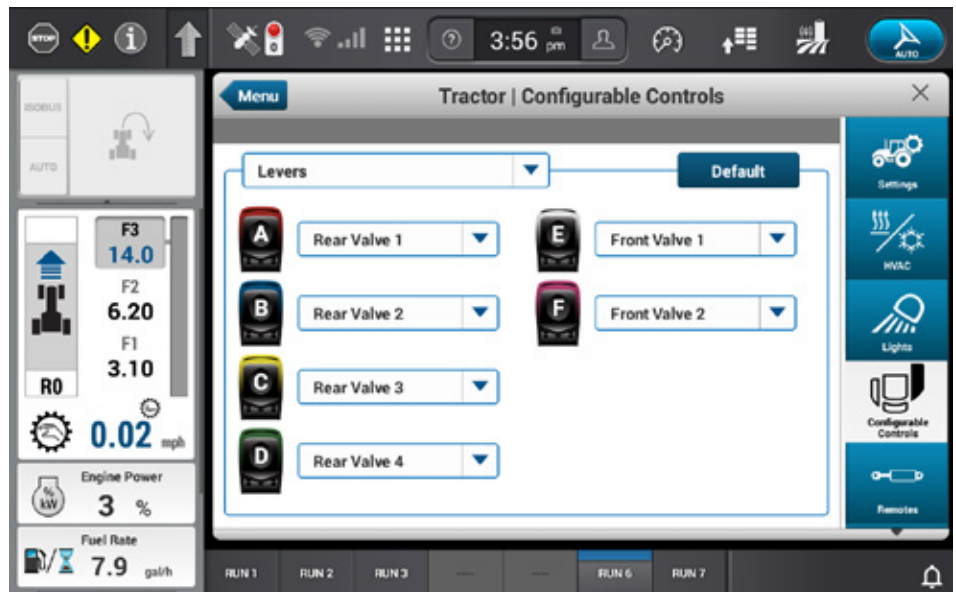 STOP
3:56 pm
AUTO
ISOBUS
AUTO
F3
14.0
F2
6.20
F1
3.10
R0
0.02 mph
Engine Power
%
kW
3 %
Fuel Rate
7.9 gal/h
Menu
Tractor | Configurable Controls
Levers
Default
A Rear Valve 1
E Front Valve 1
B Rear Valve 2
F Front Valve 2
C Rear Valve 3
D Rear Valve 4
Settings
HVAC
Lights
Configurable
Controls
Remotes
RUN 1 RUN 2 RUN 3 ---- ---- RUN 6 RUN 7